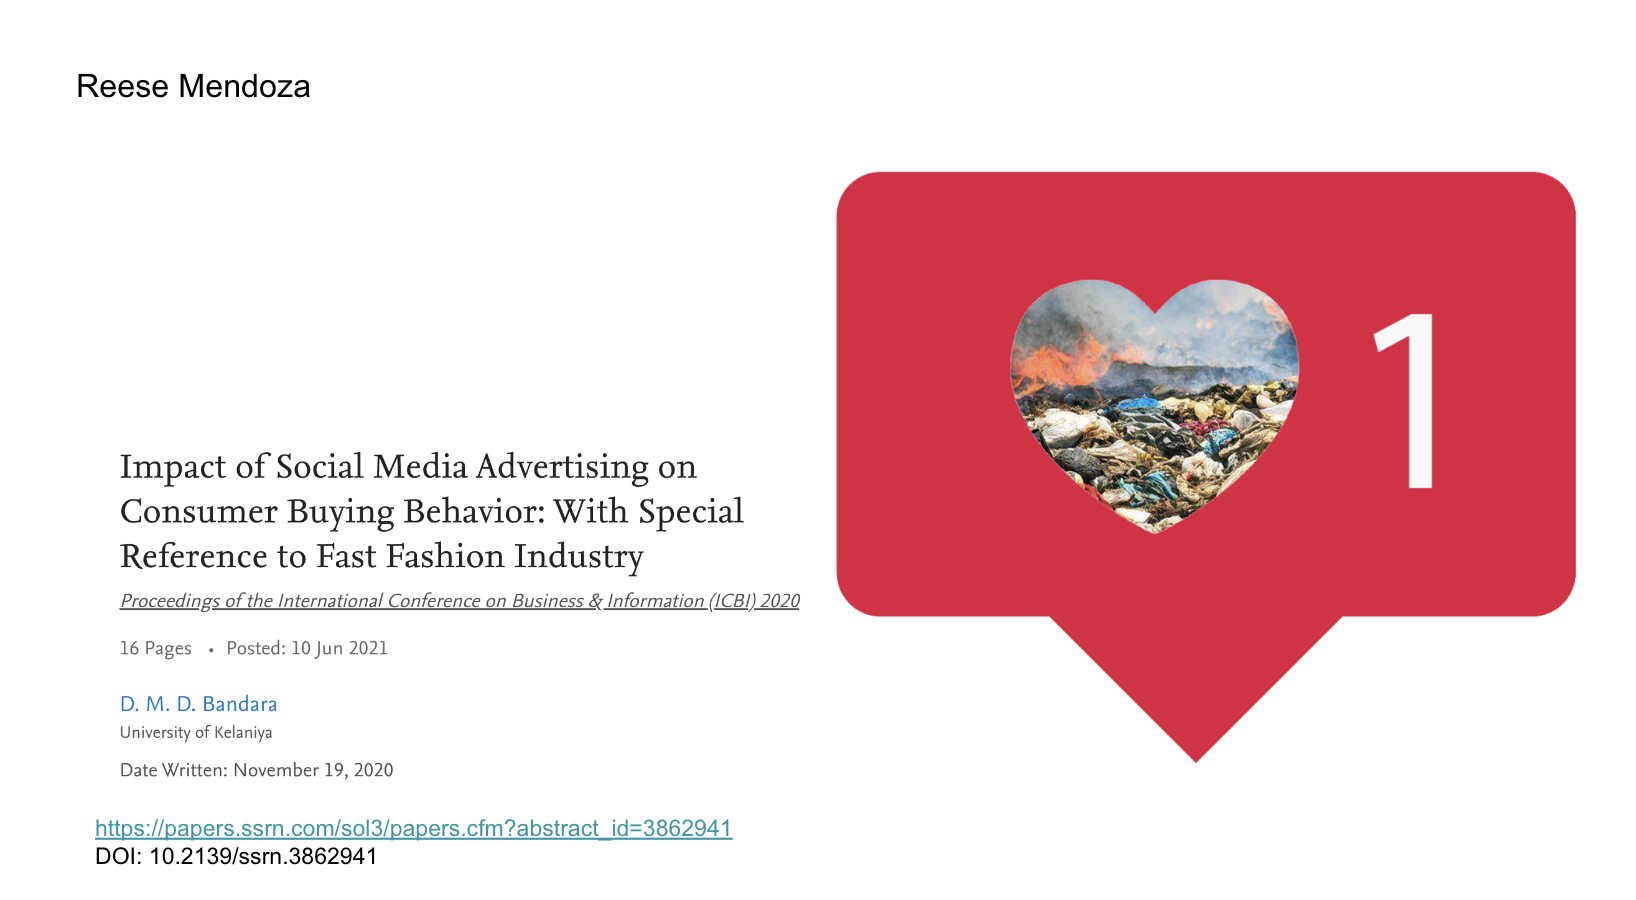 Reese Mendoza
Impact of Social Media Advertising on
Consumer Buying Behavior: With Special
Reference to Fast Fashion Industry
Proceedings of the International Conference on Business & Information (ICBI) 2020
16 Pages • Posted: 10 Jun 2021
D. M. D. Bandara
University of Kelaniya
Date Written: November 19, 2020
https://papers.ssrn.com/sol3/papers.cfm?abstract_id=3862941
DOI: 10.2139/ssrn.3862941
1